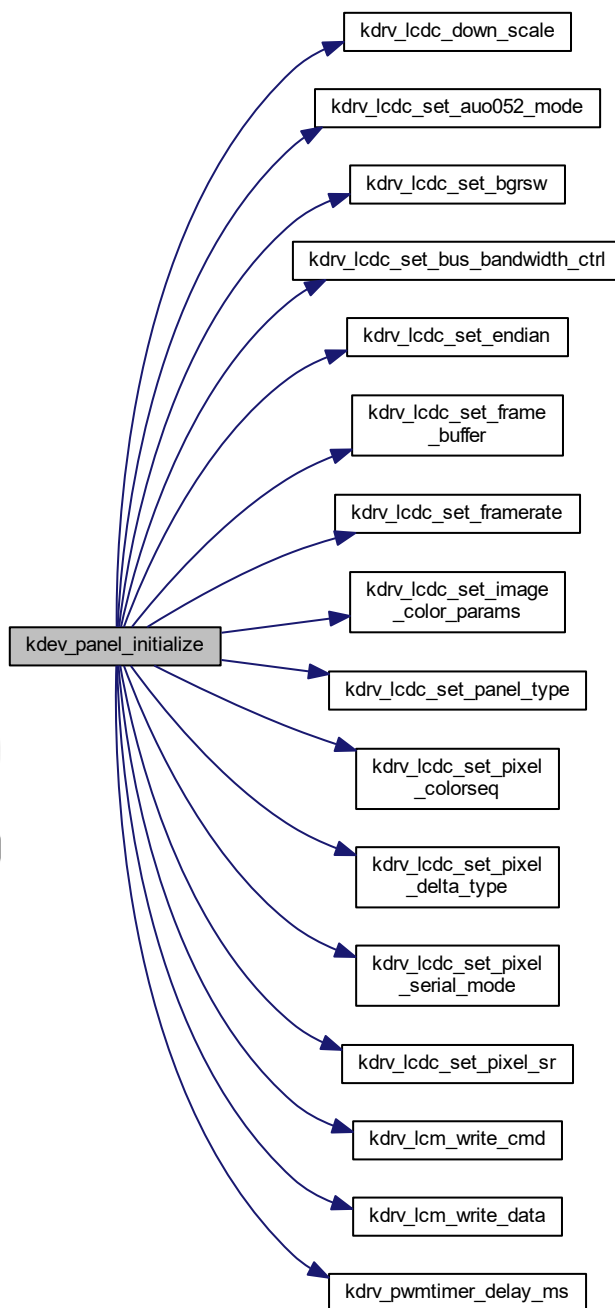 kdrv_lcdc_down_scale
kdrv_lcdc_set_auo052_mode
kdrv_lcdc_set_bgrsw
kdrv_lcdc_set_bus_bandwidth_ctrl
kdrv_lcdc_set_endian
kdrv_lcdc_set_frame
_buffer
kdrv_lcdc_set_framerate
kdrv_lcdc_set_image
_color_params
kdev_panel_initialize
kdrv_lcdc_set_panel_type
kdrv_lcdc_set_pixel
_colorseq
kdrv_lcdc_set_pixel
_delta_type
kdrv_lcdc_set_pixel
_serial_mode
kdrv_lcdc_set_pixel_sr
kdrv_lcm_write_cmd
kdrv_lcm_write_data
kdrv_pwmtimer_delay_ms